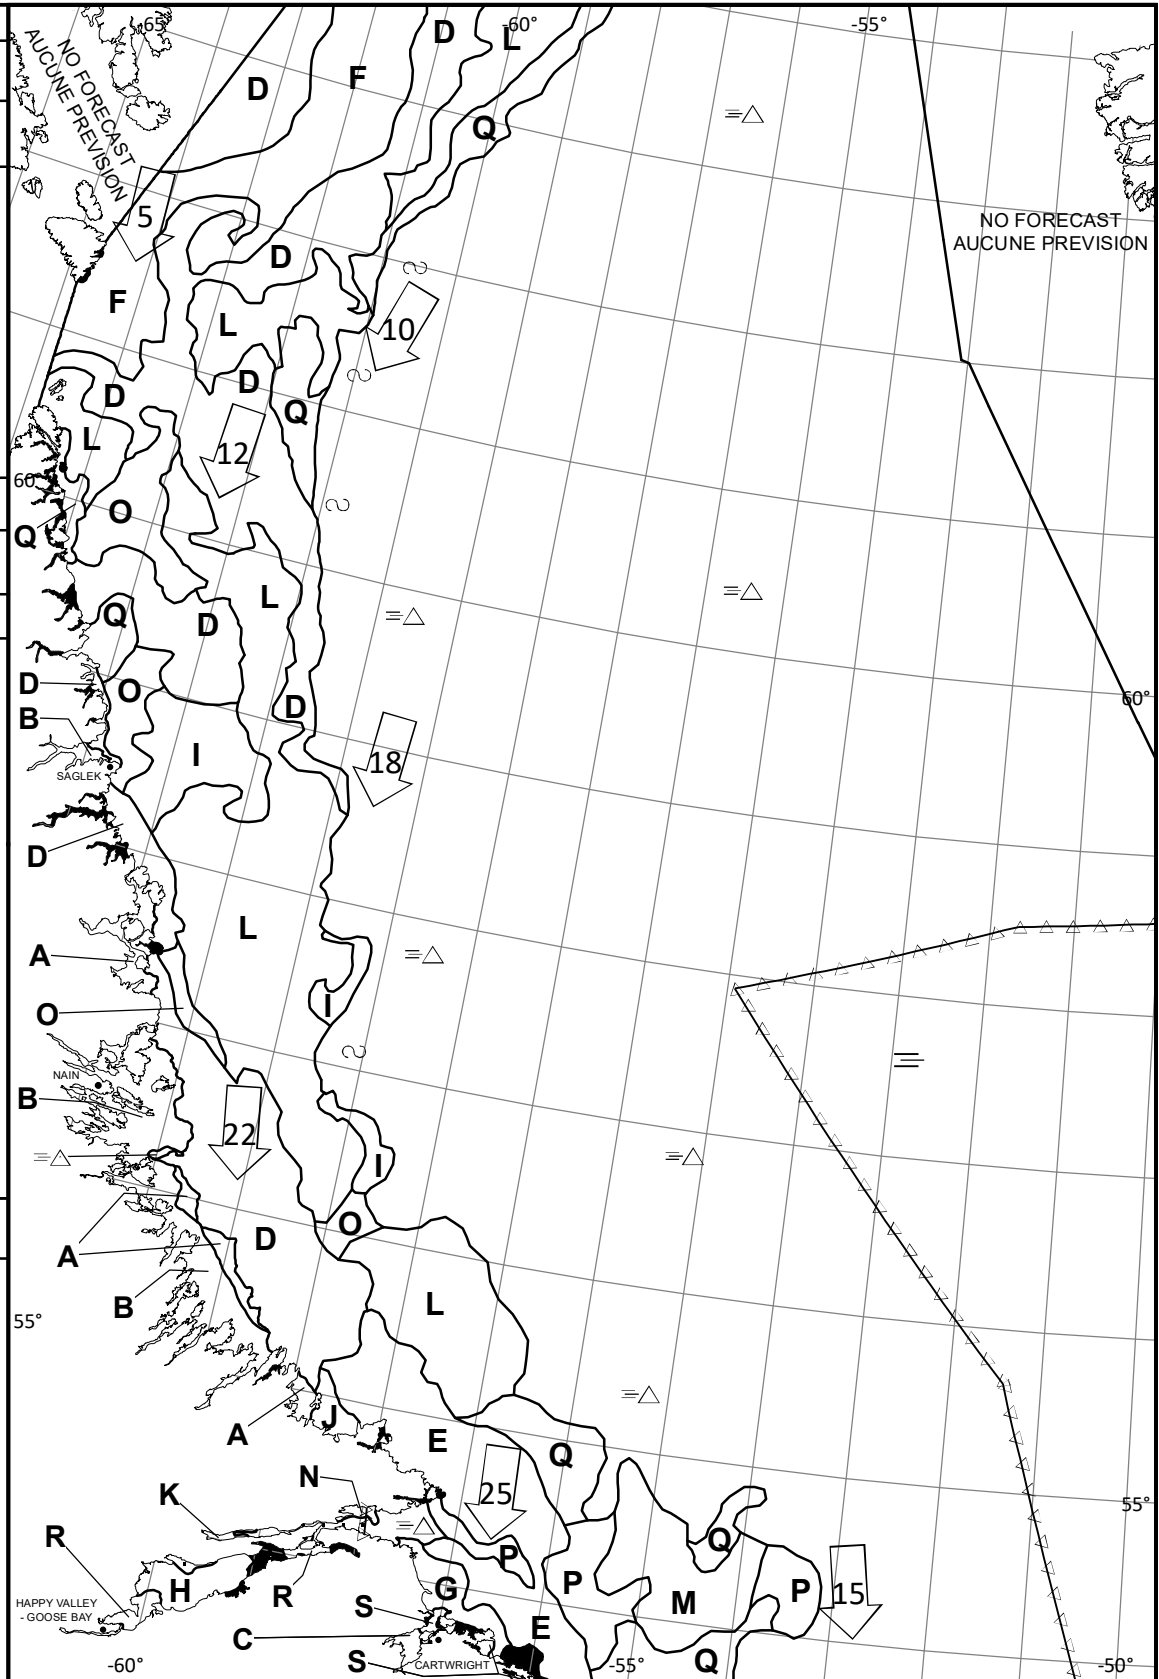 -65°
-60°
-55°
NO FORECAST
AUCUNE PREVISION
D
L
D
F
Q
5
NO FORECAST
AUCUNE PREVISION
D
F
L
10
D
D
Q
L
12
60°
O
Q
L
Q
D
D
O
60°
D
B
I
18
SAGLEK
D
L
A
I
O
NAIN
B
22
I
O
A
D
B
L
55°
J
A
E
Q
N
25
K
55°
R
Q
P
P
HAPPY VALLEY
- GOOSE BAY
H
R
G
M
P
15
S
C
E
S
CARTWRIGHT
Q
-60°
-55°
-50°